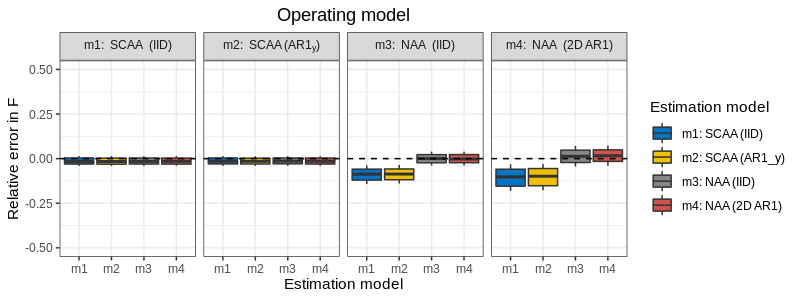 Operating model
m1: SCAA (IID)
m2: SCAA (AR1y)
m3: NAA (IID)
m4: NAA (2D AR1)
Relative error in F
0.50
0.25
0.00
-0.25
-0.50
m1 m2 m3 m4
m1 m2 m3 m4
m1 m2 m3 m4
m1 m2 m3 m4
Estimation model
Estimation model
m1: SCAA (IID)
m2: SCAA (AR1_y)
m3: NAA (IID)
m4: NAA (2D AR1)